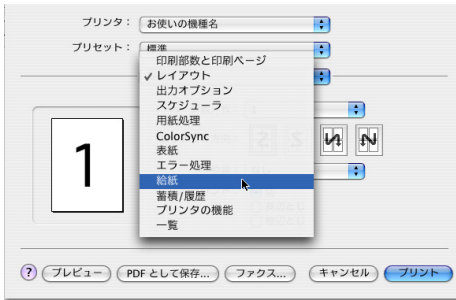 プリンタ： お使いの機種名
プリセット： 標準
印刷部数と印刷ページ
✓ レイアウト
出力オプション
スケジューラ
用紙処理
ColorSync
表紙
エラー処理
給紙
蓄積/履歴
プリンタの機能
一覧
1
? プレビュー PDF として保存... ファクス... キャンセル プリント